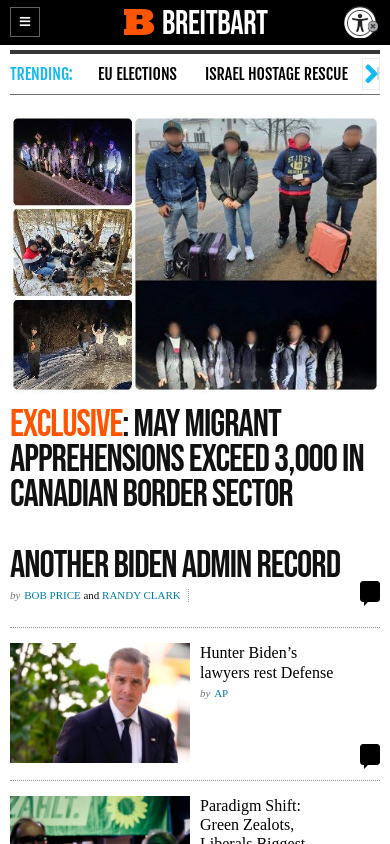 BREITBART
TRENDING:
EU ELECTIONS
ISRAEL HOSTAGE RESCUE
EXCLUSIVE: MAY MIGRANT
APPREHENSIONS EXCEED 3,000 IN
CANADIAN BORDER SECTOR
ANOTHER BIDEN ADMIN RECORD
by BOB PRICE and RANDY CLARK
Hunter Biden’s
lawyers rest Defense
by AP
ZAHLT.
Paradigm Shift:
Green Zealots,
Liberals Biggest